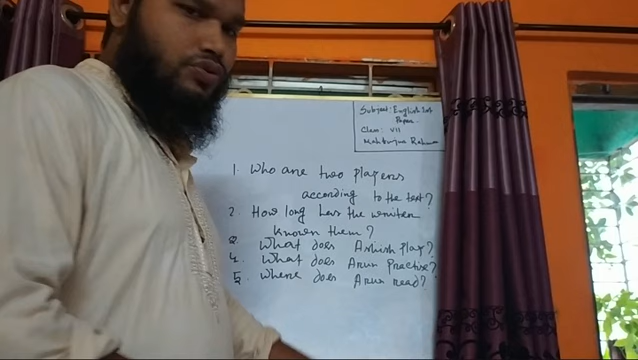 Subject: English 1st
Paper
Class: VII
Mahbubur Rahman
1. Who are two players
according to the text?
2. How long has the writer
known them?
3. What does Ashish play?
4. What does Arun practise?
5. Where does Arun read?